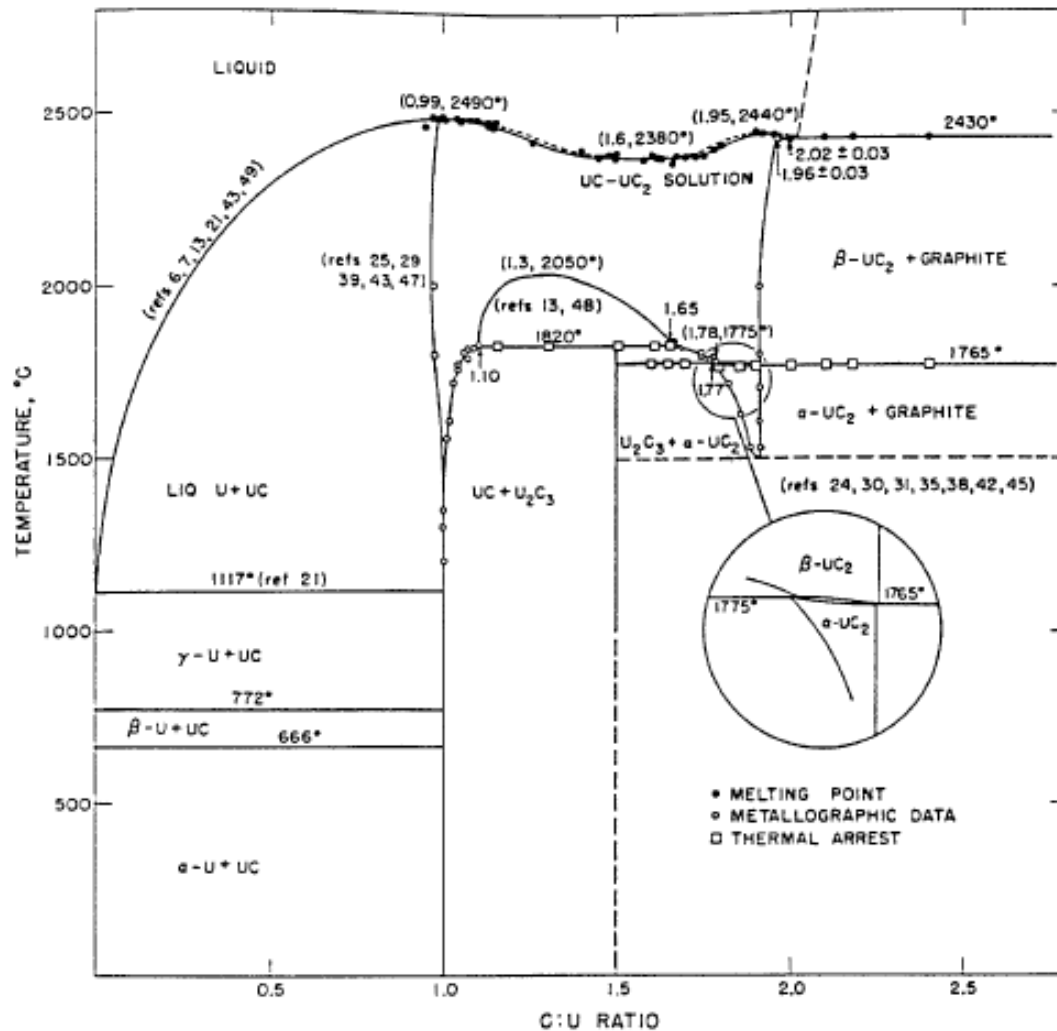 LIQUID
(0.99, 2490°)
(1.6, 2380°)
(1.95, 2440°)
2430°
2.02 ± 0.03
1.96 ± 0.03
UC-UC₂ SOLUTION
(refs 6, 7, 13, 21, 43, 49)
(refs 25, 29
39, 43, 47)
(1.3, 2050°)
(refs 13, 48)
1820°
1.10
1.65
(1.78, 1775°)
1.77
β-UC₂ + GRAPHITE
1765°
α-UC₂ + GRAPHITE
U₂C₃ + α-UC₂
(refs 24, 30, 31, 35, 38, 42, 45)
LIQ U + UC
UC + U₂C₃
1117° (ref 21)
γ-U + UC
772°
β-U + UC
666°
α-U + UC
β-UC₂
1775°
1765°
α-UC₂
MELTING POINT
METALLOGRAPHIC DATA
THERMAL ARREST
2500
2000
1500
1000
500
TEMPERATURE, °C
0.5
1.0
1.5
2.0
2.5
C:U RATIO